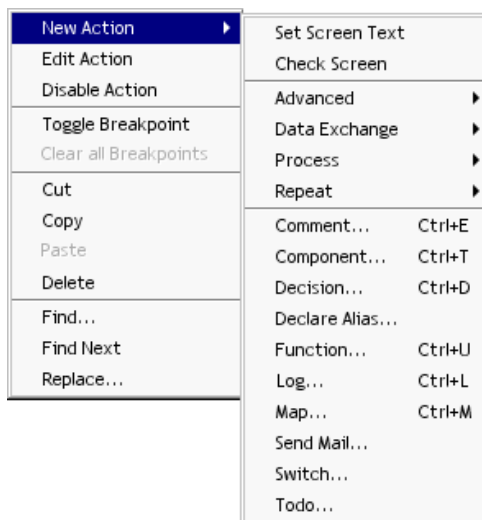 New Action
Edit Action
Disable Action
Toggle Breakpoint
Clear all Breakpoints
Cut
Copy
Paste
Delete
Find...
Find Next
Replace...
Set Screen Text
Check Screen
Advanced
Data Exchange
Process
Repeat
Comment... Ctrl+E
Component... Ctrl+T
Decision... Ctrl+D
Declare Alias...
Function... Ctrl+U
Log... Ctrl+L
Map... Ctrl+M
Send Mail...
Switch...
Todo...